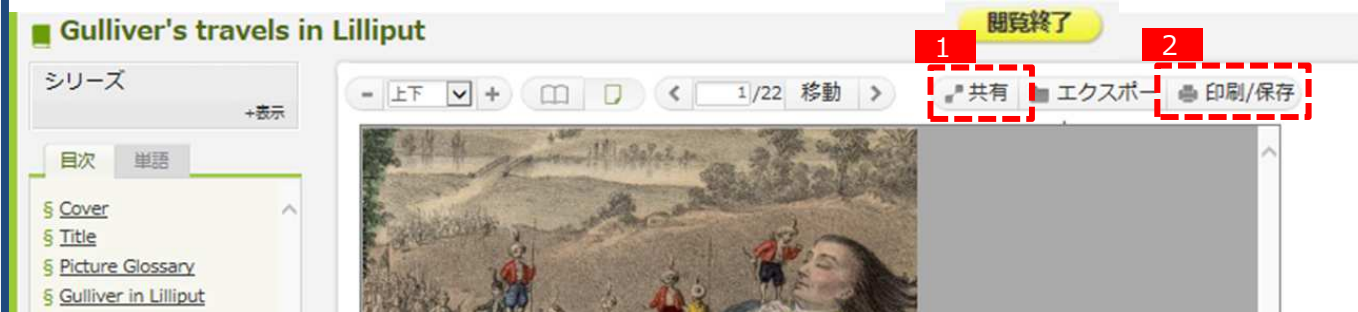 Gulliver's travels in Lilliput
閲覧終了
1
2
シリーズ
+表示
- 上下 +
1/22 移動
共有
エクスポー
印刷/保存
目次 単語
§ Cover
§ Title
§ Picture Glossary
§ Gulliver in Lilliput